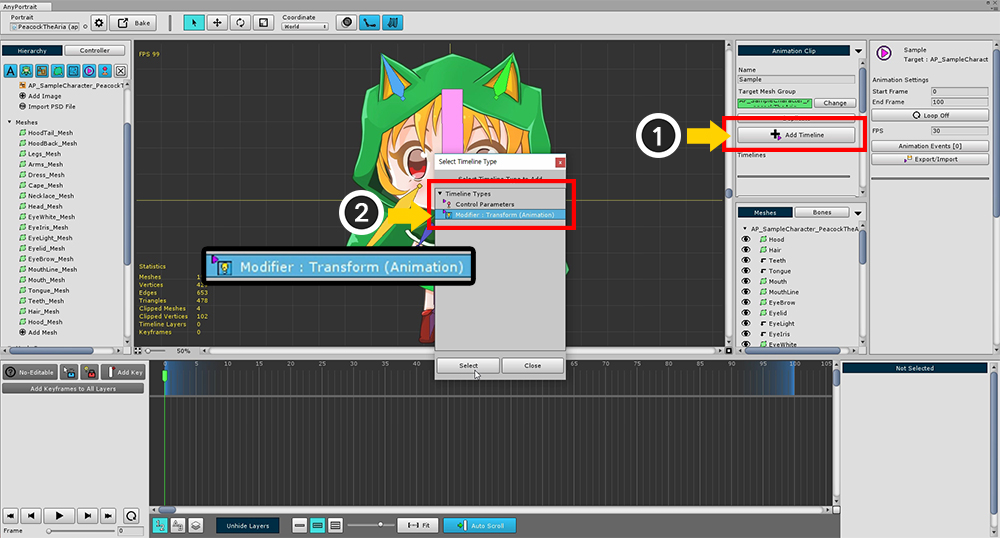 AnyPortrait
Portrait
PeacockTheAria (ap
Bake
Coordinate
World
Hierarchy
Controller
AP_SampleCharacter_PeacockT
Add Image
Import PSD File
Meshes
HoodTail_Mesh
HoodBack_Mesh
Legs_Mesh
Arms_Mesh
Dress_Mesh
Cape_Mesh
Necklace_Mesh
Head_Mesh
EyeWhite_Mesh
EyeIris_Mesh
EyeLight_Mesh
Eyelid_Mesh
EyeBrow_Mesh
MouthLine_Mesh
Mouth_Mesh
Tongue_Mesh
Teeth_Mesh
Hair_Mesh
Hood_Mesh
Add Mesh
FPS 99
Statistics
Meshes
Vertices
Edges 653
Triangles 478
Clipped Meshes 4
Clipped Vertices 102
Timeline Layers 0
Keyframes 0
50%
Select Timeline Type
Select Timeline Type to Add
Timeline Types
Control Parameters
Modifier : Transform (Animation)
Select
Close
1
2
Modifier : Transform (Animation)
Animation Clip
Name
Sample
Target Mesh Group
Change
Add Timeline
Timelines
Meshes
Bones
AP_SampleCharacter_PeacockTheA
Hood
Hair
Teeth
Tongue
Mouth
MouthLine
EyeBrow
Eyelid
EyeLight
EyeIris
EyeWhite
Sample
Target : AP_SampleCharact
Animation Settings
Start Frame 0
End Frame 100
Loop Off
FPS 30
Animation Events [0]
Export/Import
No-Editable
Add Key
Add Keyframes to All Layers
0 5 10 15 20 25 30 35 40 45 50 55 60 65 70 75 80 85 90 95 100 105
Not Selected
Frame 0
Unhide Layers
Fit
Auto Scroll